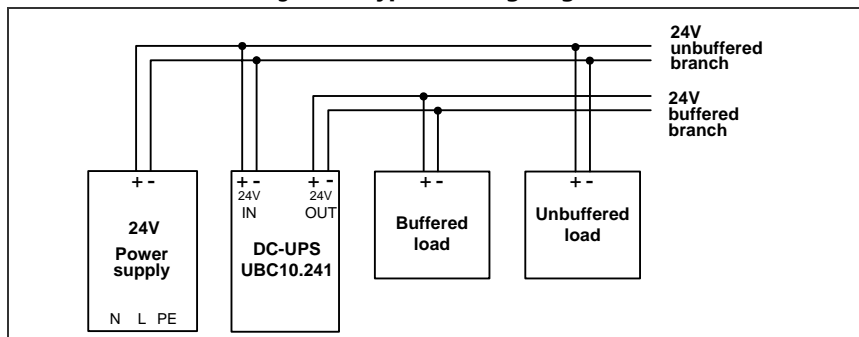 24V
unbuffered
branch
24V
buffered
branch
+ -
24V
Power
supply
N L PE
+ - + -
24V 24V
IN OUT
DC-UPS
UBC10.241
+ -
Buffered
load
+ -
Unbuffered
load